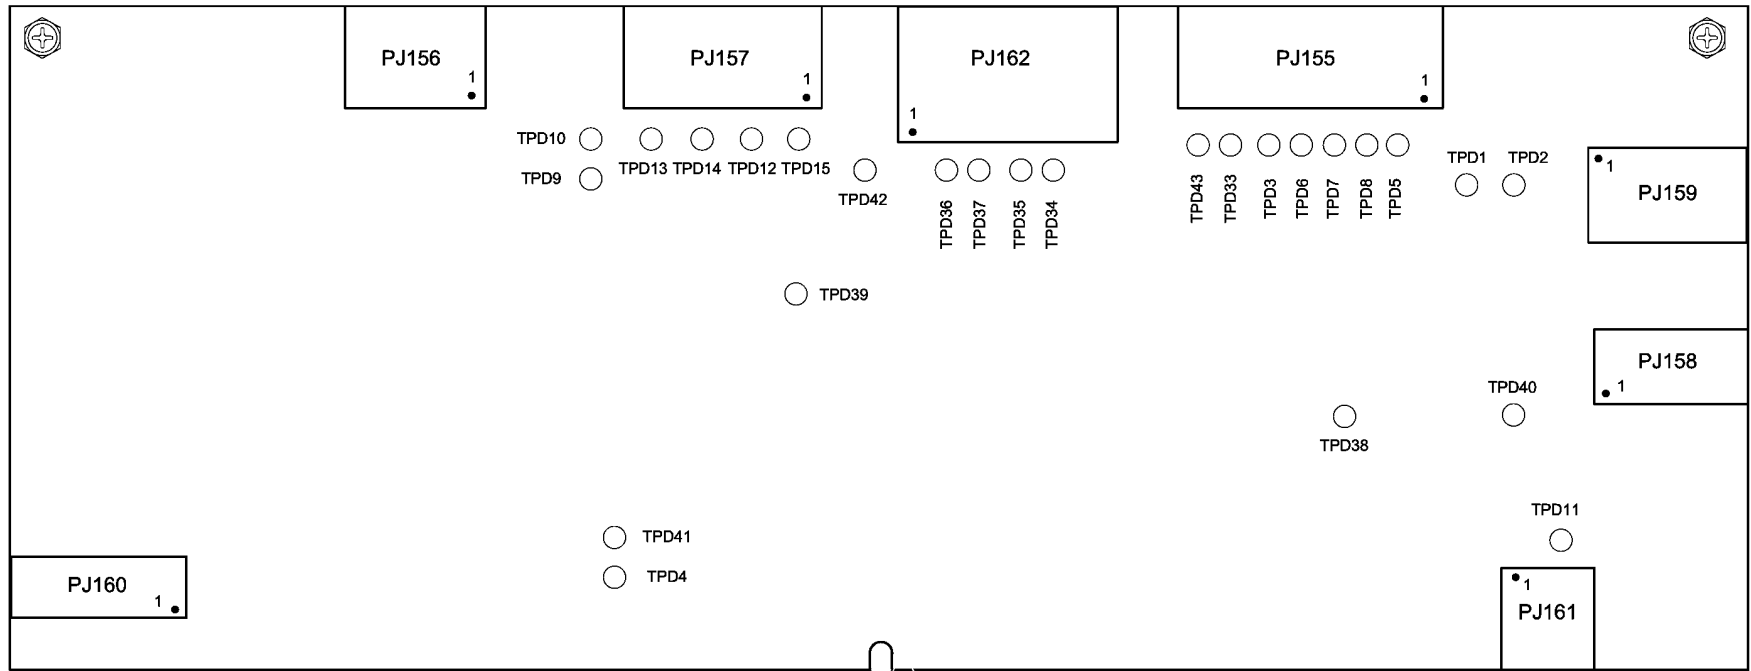 PJ156
1
PJ157
1
PJ162
1
PJ155
1
TPD10
TPD9
TPD13 TPD14 TPD12 TPD15
TPD42
TPD36
TPD37
TPD35
TPD34
TPD43
TPD33
TPD3
TPD6
TPD7
TPD8
TPD5
TPD1
TPD2
1
PJ159
TPD39
PJ158
1
TPD40
TPD38
TPD11
TPD41
TPD4
PJ160
1
1
PJ161